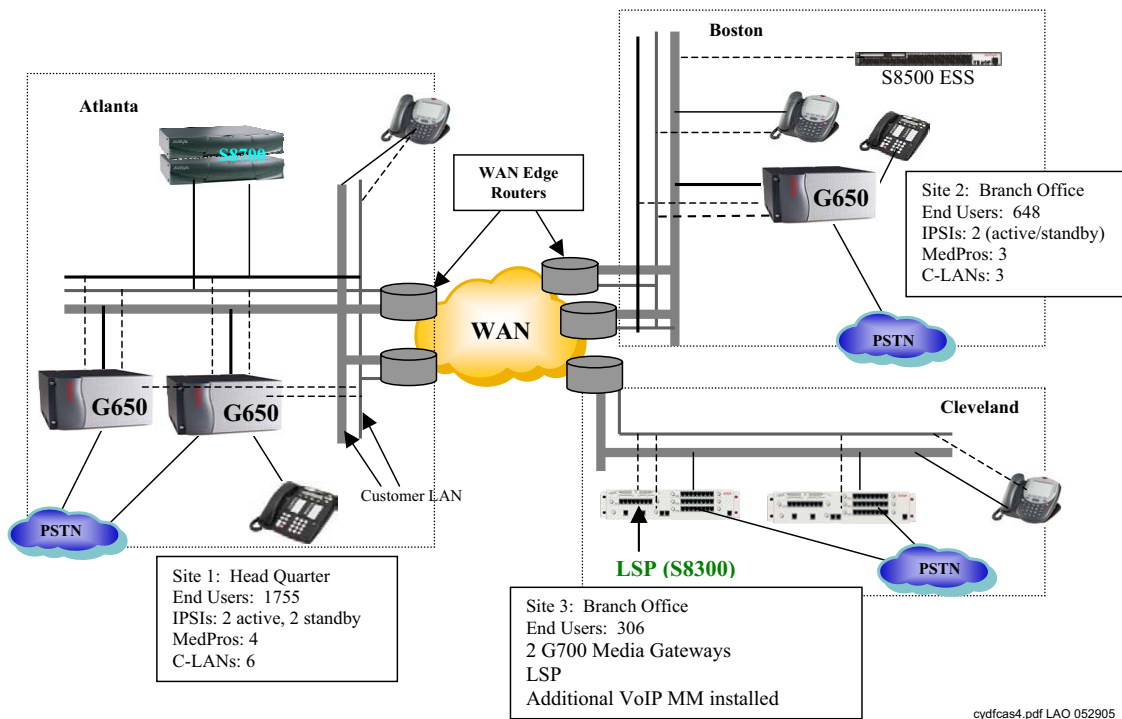 Atlanta
S8700
WAN Edge
Routers
Boston
S8500 ESS
G650
Site 2:  Branch Office
End Users:  648
IPSIs: 2 (active/standby)
MedPros: 3
C-LANs: 3
PSTN
WAN
G650
G650
Customer LAN
PSTN
Site 1:  Head Quarter
End Users:  1755
IPSIs: 2 active, 2 standby
MedPros: 4
C-LANs: 6
Cleveland
LSP (S8300)
PSTN
Site 3:  Branch Office
End Users:  306
2 G700 Media Gateways
LSP
Additional VoIP MM installed
cydfcas4.pdf LAO 052905